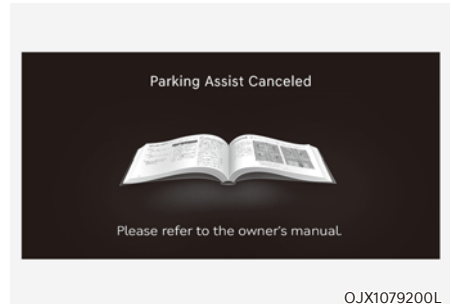 Parking Assist Canceled
Please refer to the owner's manual.
OJX1079200L